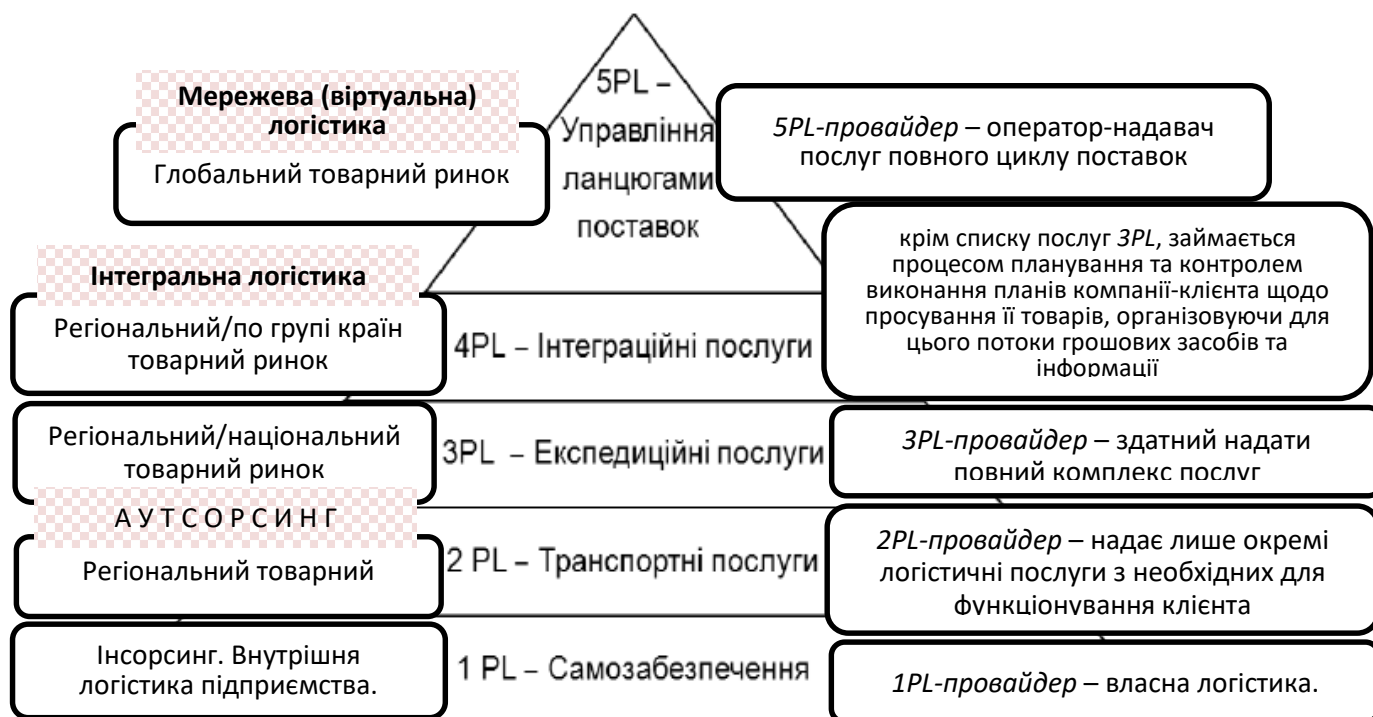 Мережева (віртуальна)
логістика
Глобальний товарний ринок
5PL –
Управління
ланцюгами
поставок
5PL-провайдер – оператор-надавач
послуг повного циклу поставок
Інтегральна логістика
Регіональний/по групі країн
товарний ринок
4PL – Інтеграційні послуги
крім списку послуг 3PL, займається
процесом планування та контролем
виконання планів компанії-клієнта щодо
просування її товарів, організовуючи для
цього потоки грошових засобів та
інформації
Регіональний/національний
товарний ринок
3PL – Експедиційні послуги
3PL-провайдер – здатний надати
повний комплекс послуг
АУТСОРСИНГ
Регіональний товарний
2 PL – Транспортні послуги
2PL-провайдер – надає лише окремі
логістичні послуги з необхідних для
функціонування клієнта
Інсорсинг. Внутрішня
логістика підприємства.
1 PL – Самозабезпечення
1PL-провайдер – власна логістика.